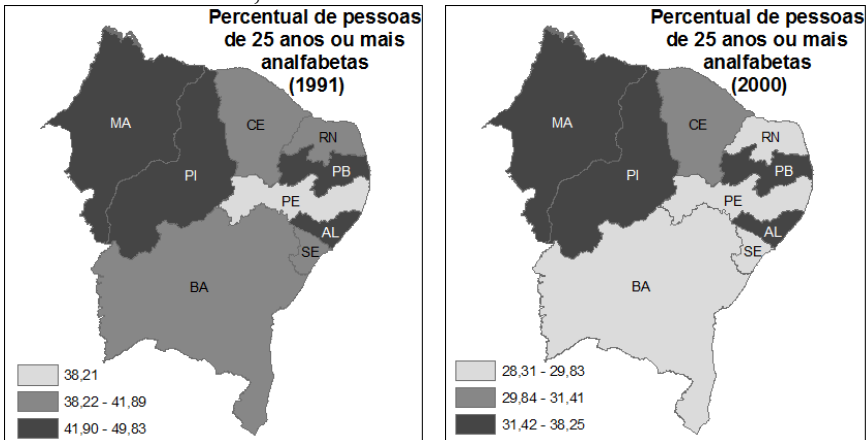 Percentual de pessoas
de 25 anos ou mais
analfabetas
(1991)
MA
PI
CE
RN
PB
PE
AL
SE
BA
38,21
38,22 - 41,89
41,90 - 49,83
Percentual de pessoas
de 25 anos ou mais
analfabetas
(2000)
MA
PI
CE
RN
PB
PE
AL
SE
BA
28,31 - 29,83
29,84 - 31,41
31,42 - 38,25